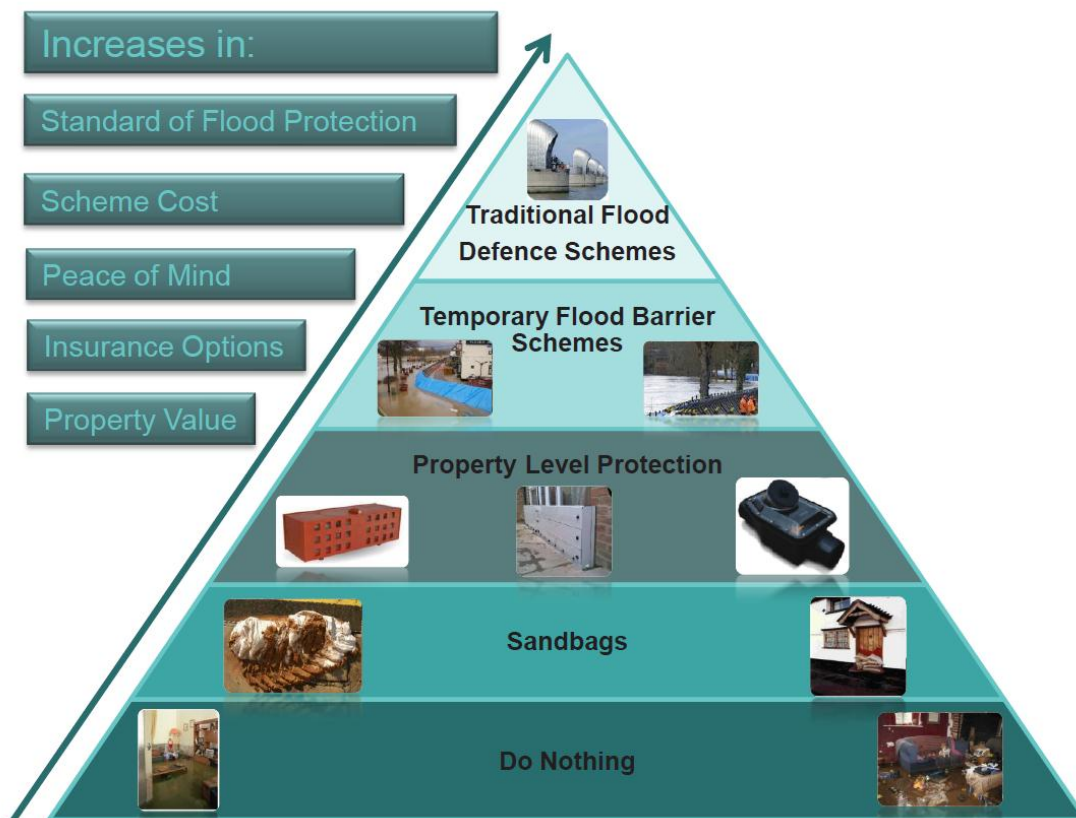 Increases in:
Standard of Flood Protection
Scheme Cost
Peace of Mind
Insurance Options
Property Value
Traditional Flood
Defence Schemes
Temporary Flood Barrier
Schemes
Property Level Protection
Sandbags
Do Nothing